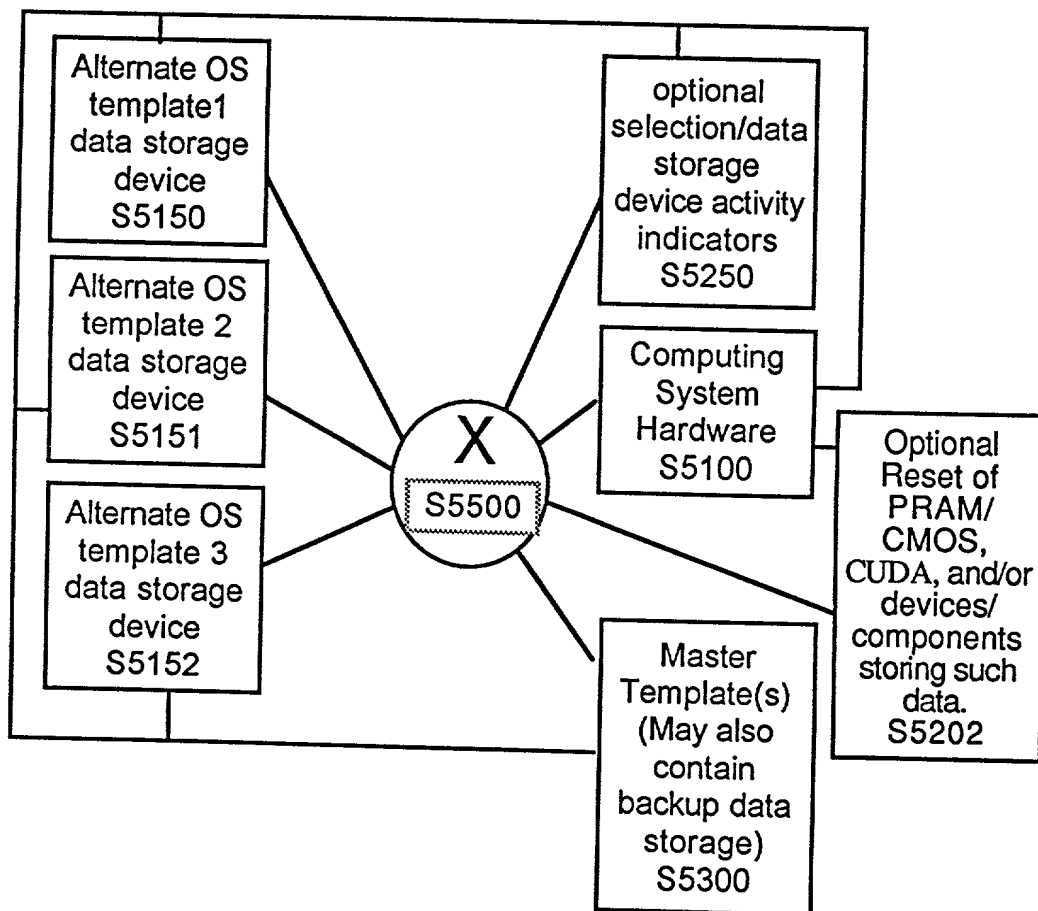 Alternate OS
template1
data storage
device
S5150
Alternate OS
template 2
data storage
device
S5151
Alternate OS
template 3
data storage
device
S5152
X
S5500
optional
selection/data
storage
device activity
indicators
S5250
Computing
System
Hardware
S5100
Optional
Reset of
PRAM/
CMOS,
CUDA, and/or
devices/
components
storing such
data.
S5202
Master
Template(s)
(May also
contain
backup data
storage)
S5300